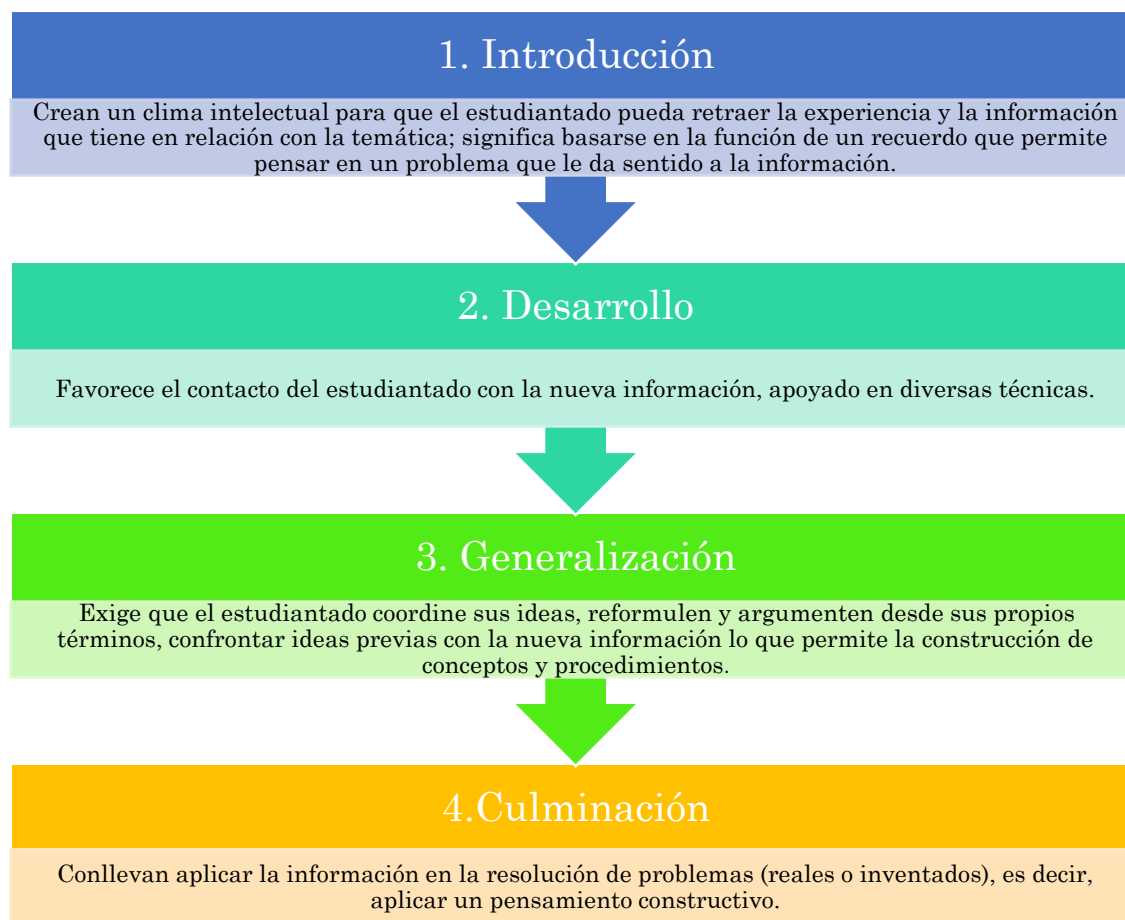 1. Introducción
Crean un clima intelectual para que el estudiantado pueda retraer la experiencia y la información
que tiene en relación con la temática; significa basarse en la función de un recuerdo que permite
pensar en un problema que le da sentido a la información.
2. Desarrollo
Favorece el contacto del estudiantado con la nueva información, apoyado en diversas técnicas.
3. Generalización
Exige que el estudiantado coordine sus ideas, reformulen y argumenten desde sus propios
términos, confrontar ideas previas con la nueva información lo que permite la construcción de
conceptos y procedimientos.
4.Culminación
Conllevan aplicar la información en la resolución de problemas (reales o inventados), es decir,
aplicar un pensamiento constructivo.